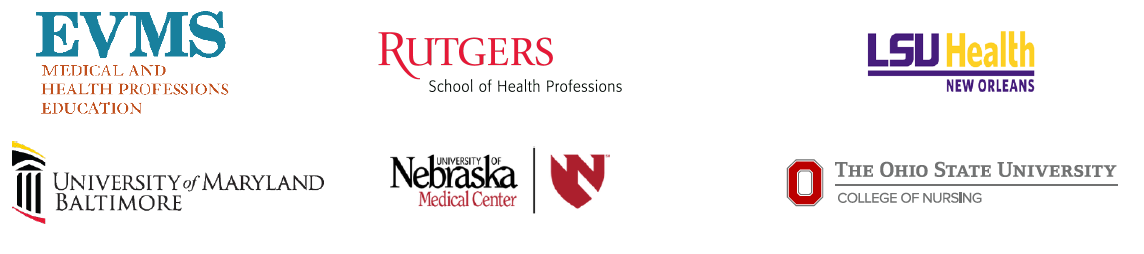 EVMS
MEDICAL AND
HEALTH PROFESSIONS
EDUCATION
RUTGERS
School of Health Professions
LSU Health
NEW ORLEANS
UNIVERSITY of MARYLAND
BALTIMORE
UNIVERSITY OF
Nebraska
Medical Center
N
TM
O
THE OHIO STATE UNIVERSITY
COLLEGE OF NURSING